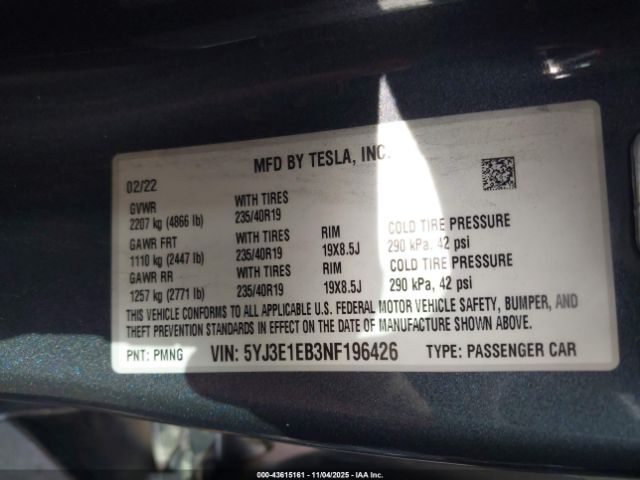 MFD BY TESLA, INC.
02/22
GVWR WITH TIRES
2207 kg (4866 lb) 235/40R19
GAWR FRT WITH TIRES RIM COLD TIRE PRESSURE
1110 kg (2447 lb) 235/40R19 19X8.5J 290 kPa, 42 psi
GAWR RR WITH TIRES RIM COLD TIRE PRESSURE
1257 kg (2771 lb) 235/40R19 19X8.5J 290 kPa, 42 psi
THIS VEHICLE CONFORMS TO ALL APPLICABLE U.S. FEDERAL MOTOR VEHICLE SAFETY, BUMPER, AND
THEFT PREVENTION STANDARDS IN EFFECT ON THE DATE OF MANUFACTURE SHOWN ABOVE.
PNT: PMNG VIN: 5YJ3E1EB3NF196426 TYPE: PASSENGER CAR
000-43615161 - 11/04/2025 - IAA Inc.